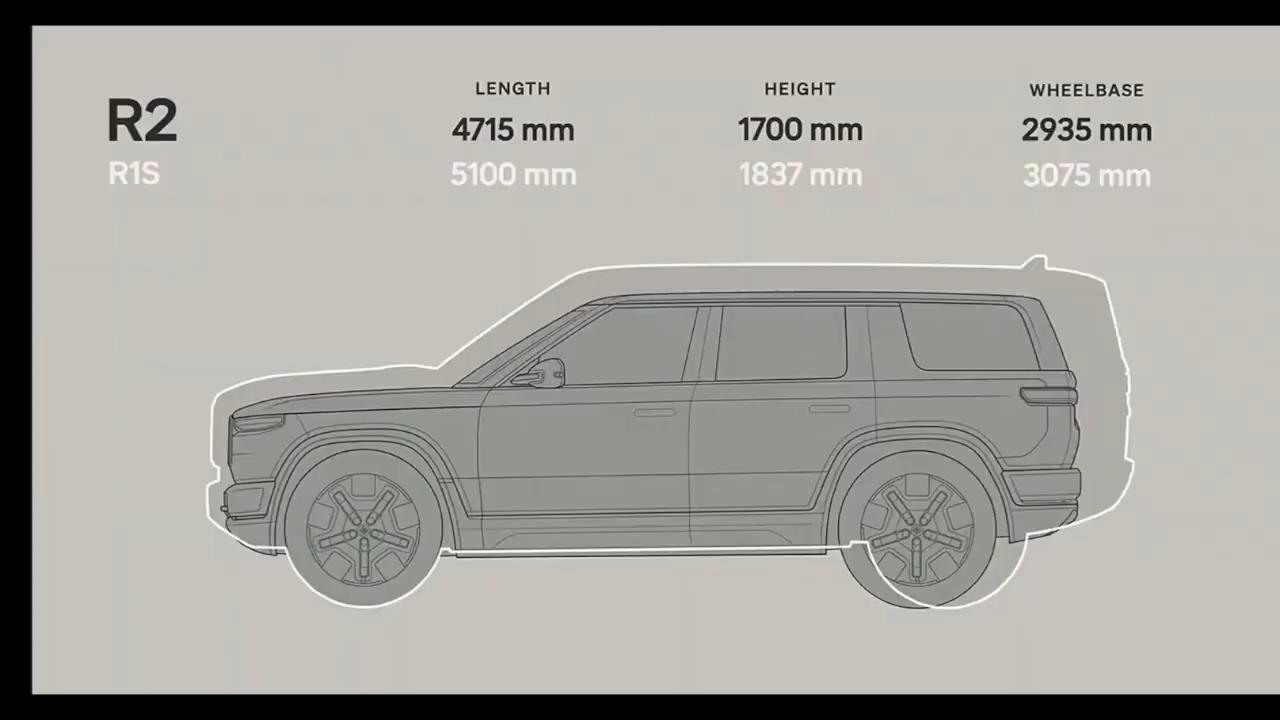 R2
R1S
LENGTH
4715 mm
5100 mm
HEIGHT
1700 mm
1837 mm
WHEELBASE
2935 mm
3075 mm